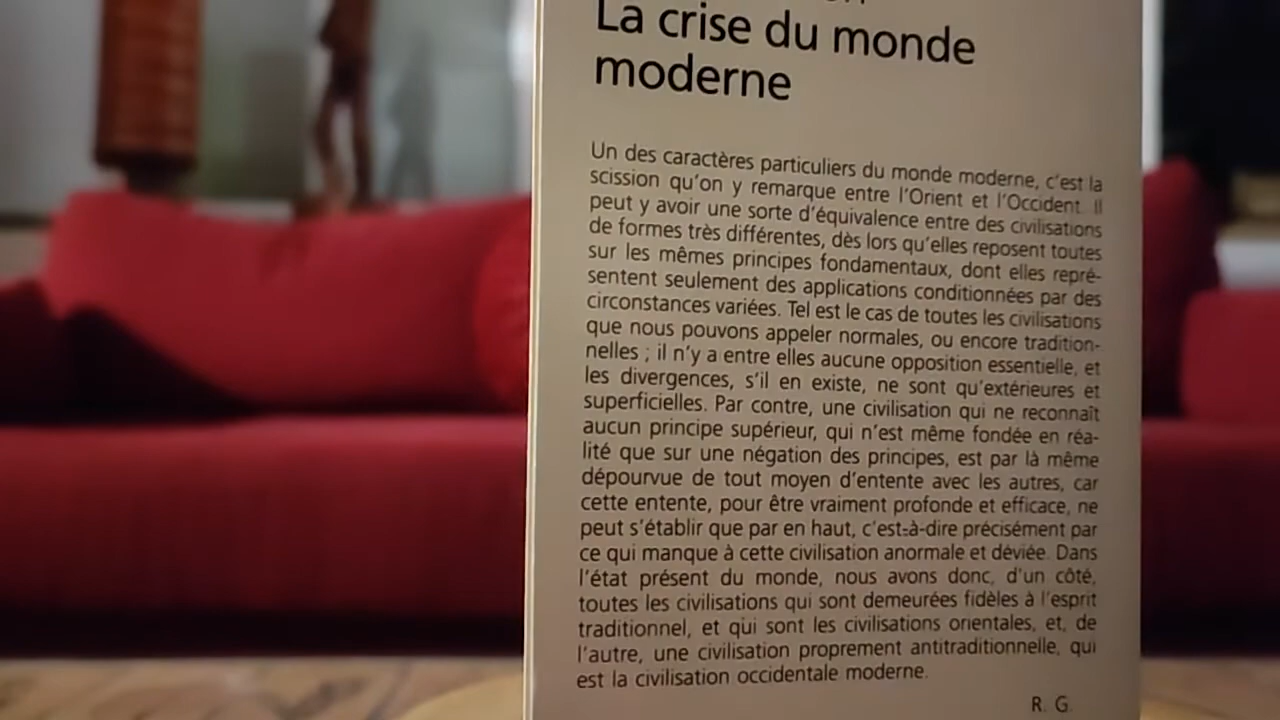 La crise du monde
moderne
Un des caractères particuliers du monde moderne, c'est la
scission qu'on y remarque entre l'Orient et l'Occident. Il
peut y avoir une sorte d'équivalence entre des civilisations
de formes très différentes, dès lors qu'elles reposent toutes
sur les mêmes principes fondamentaux, dont elles repré-
sentent seulement des applications conditionnées par des
circonstances variées. Tel est le cas de toutes les civilisations
que nous pouvons appeler normales, ou encore tradition-
nelles ; il n'y a entre elles aucune opposition essentielle, et
les divergences, s'il en existe, ne sont qu'extérieures et
superficielles. Par contre, une civilisation qui ne reconnaît
aucun principe supérieur, qui n'est même fondée en réa-
lité que sur une négation des principes, est par là même
dépourvue de tout moyen d'entente avec les autres, car
cette entente, pour être vraiment profonde et efficace, ne
peut s'établir que par en haut, c'est-à-dire précisément par
ce qui manque à cette civilisation anormale et déviée. Dans
l'état présent du monde, nous avons donc, d'un côté,
toutes les civilisations qui sont demeurées fidèles à l'esprit
traditionnel, et qui sont les civilisations orientales, et, de
l'autre, une civilisation proprement antitraditionnelle, qui
est la civilisation occidentale moderne.
R. G.